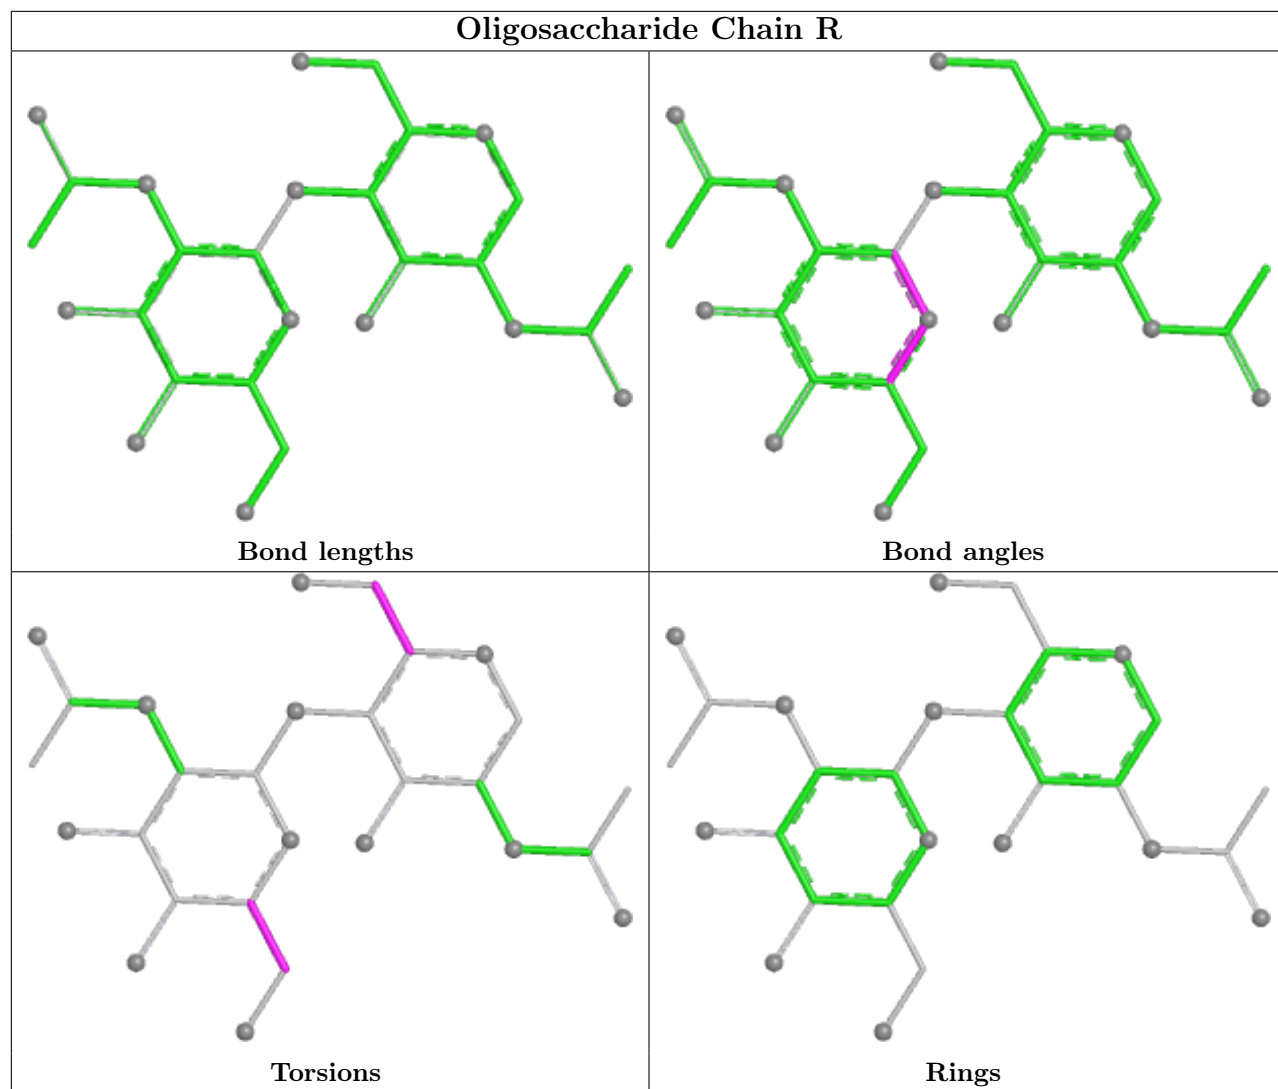 Oligosaccharide Chain R
Bond lengths
Bond angles
Torsions
Rings